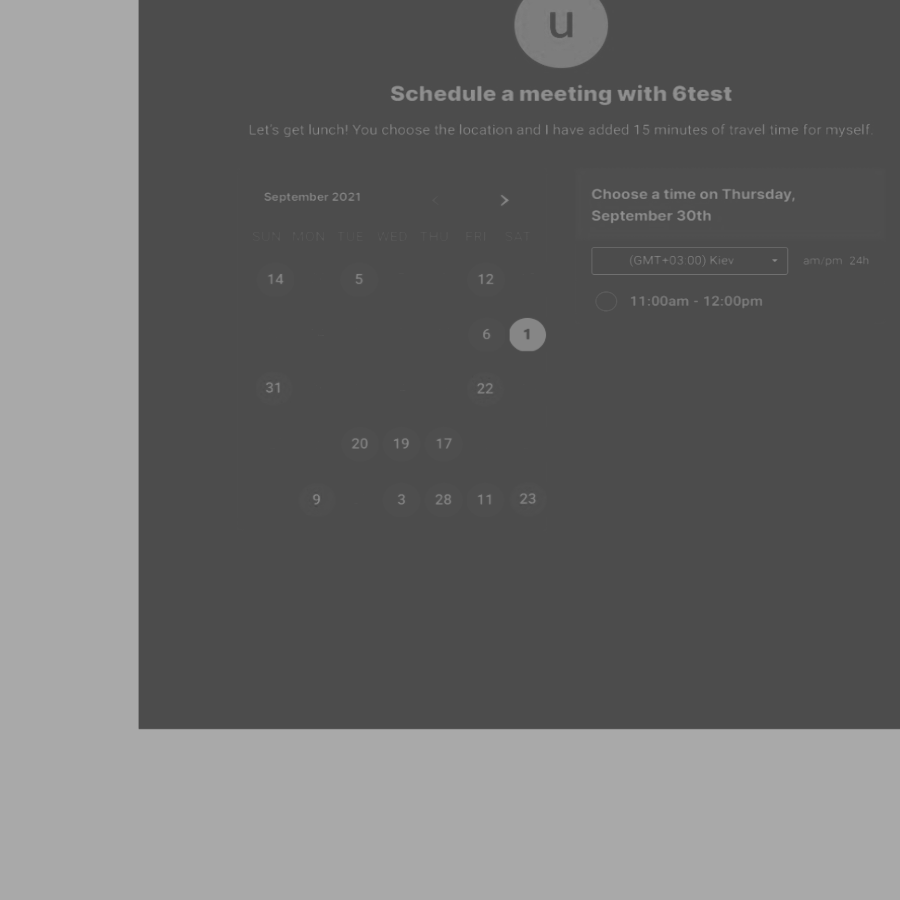 u
Schedule a meeting with 6test
Let's get lunch! You choose the location and I have added 15 minutes of travel time for myself.
September 2021
SUN MON TUE WED THU FRI SAT
14 5 12
6 1
31 22
20 19 17
9 3 28 11 23
Choose a time on Thursday,
September 30th
(GMT+03:00) Kiev
am/pm 24h
11:00am - 12:00pm